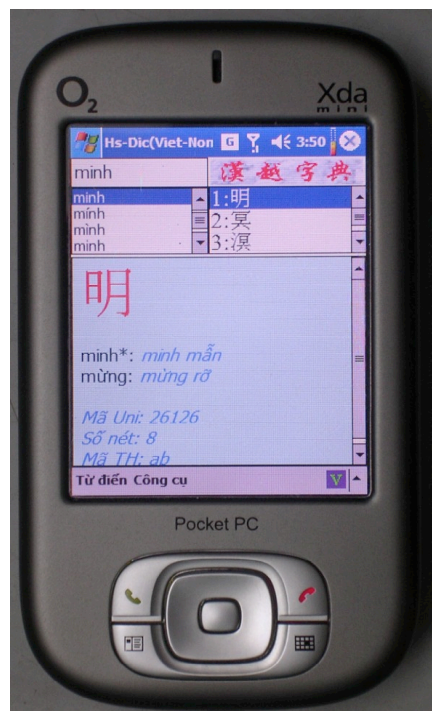 O2
Xda
mini
Hs-Dic(Viet-Non G 3:50
minh
漢越字典
minh
mính
mình
minh
1:明
2:冥
3:溟
明
minh*: minh mẫn
mừng: mừng rỡ
Mã Uni: 26126
Số nét: 8
Mã TH: ab
Từ điển Công cụ
V
Pocket PC